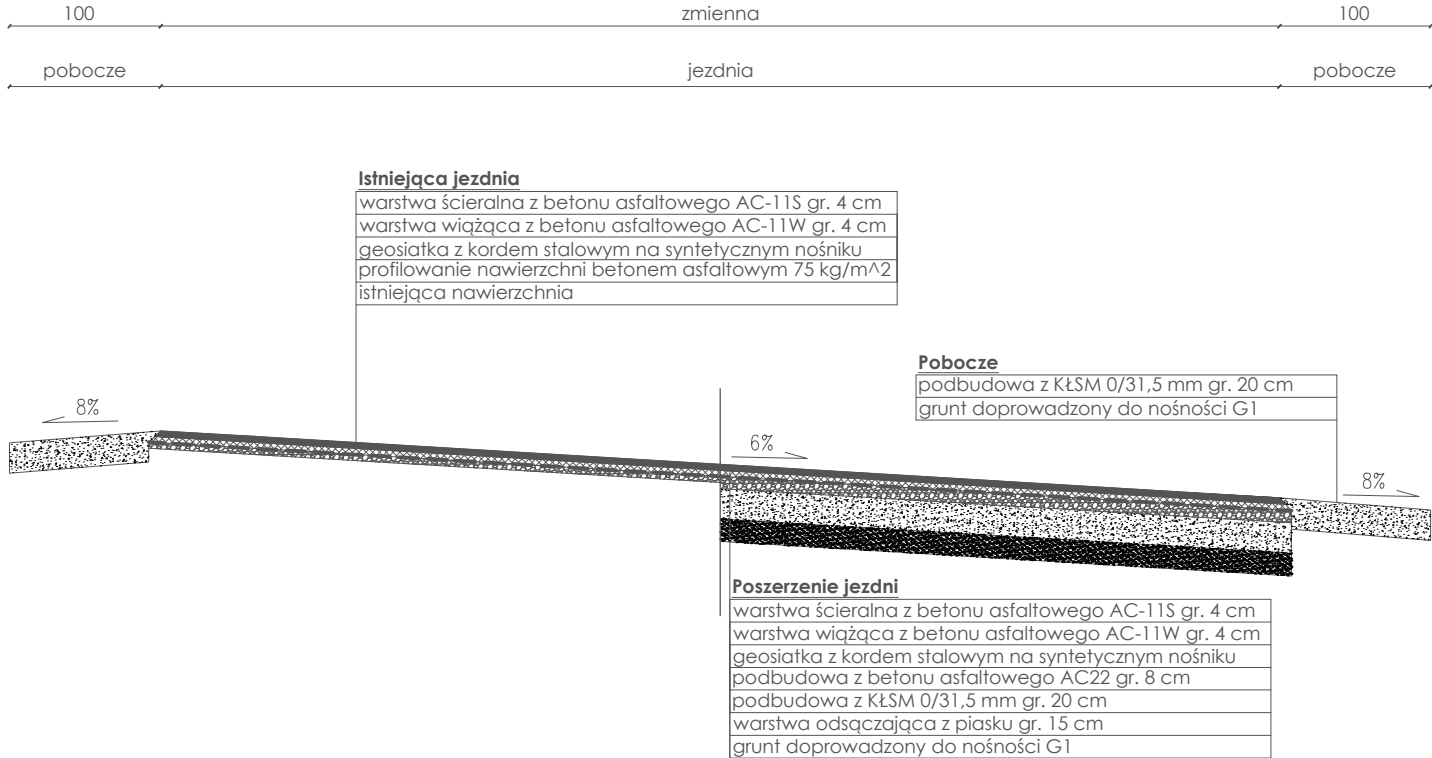 100 zmienna 100
pobocze jezdnia pobocze
Istniejąca jezdnia
warstwa ścieralna z betonu asfaltowego AC-11S gr. 4 cm
warstwa wiążąca z betonu asfaltowego AC-11W gr. 4 cm
geosiatka z kordem stalowym na syntetycznym nośniku
profilowanie nawierzchni betonem asfaltowym 75 kg/m^2
istniejąca nawierzchnia
Pobocze
podbudowa z KŁSM 0/31,5 mm gr. 20 cm
grunt doprowadzony do nośności G1
8%
6%
8%
Poszerzenie jezdni
warstwa ścieralna z betonu asfaltowego AC-11S gr. 4 cm
warstwa wiążąca z betonu asfaltowego AC-11W gr. 4 cm
geosiatka z kordem stalowym na syntetycznym nośniku
podbudowa z betonu asfaltowego AC22 gr. 8 cm
podbudowa z KŁSM 0/31,5 mm gr. 20 cm
warstwa odsączająca z piasku gr. 15 cm
grunt doprowadzony do nośności G1